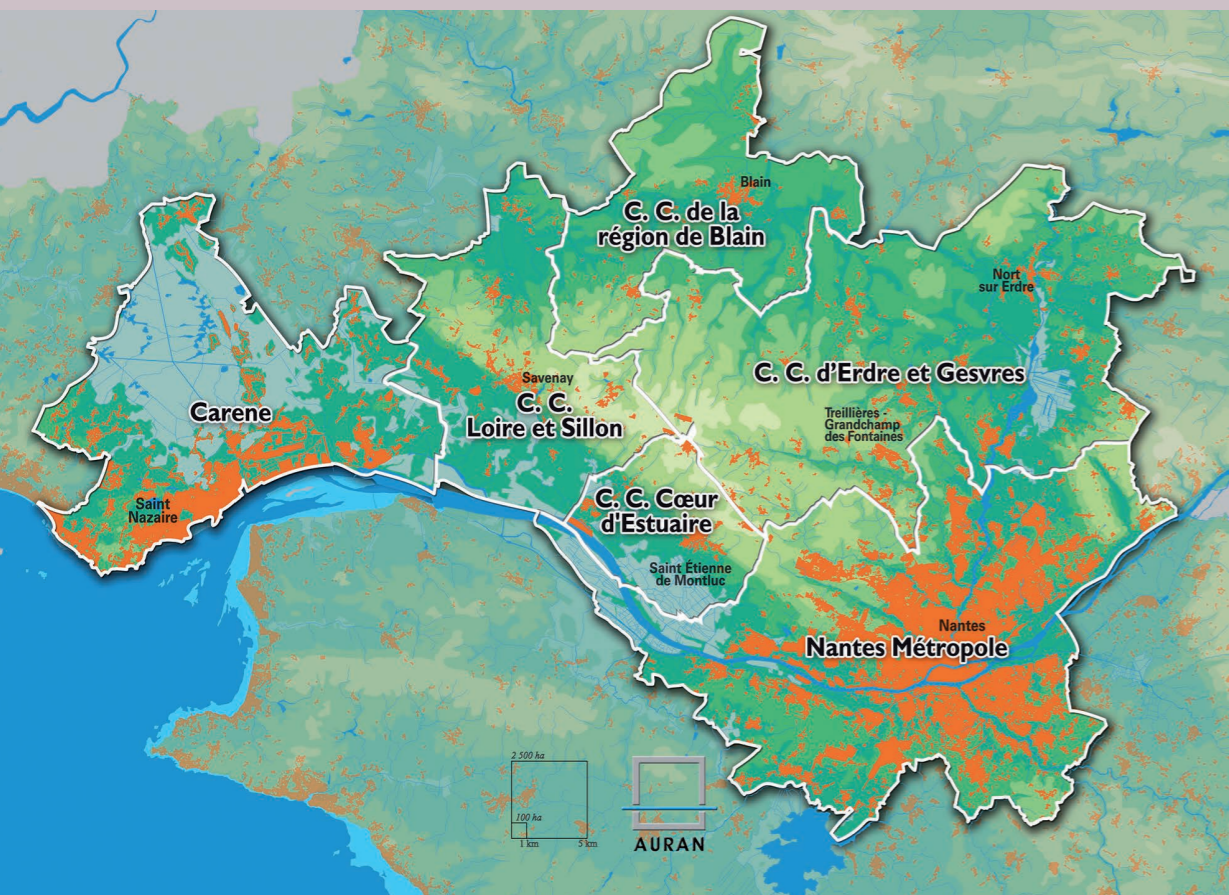 Blain
C. C. de la
région de Blain
Nort
sur Erdre
C. C. d'Erdre et Gesvres
Savenay
C. C.
Loire et Sillon
Carene
Treillières -
Grandchamp
des Fontaines
Saint
Nazaire
C. C. Cœur
d'Estuaire
Saint Étienne
de Montluc
Nantes
Nantes Métropole
2 500 ha
100 ha
1 km 5 km
AURAN